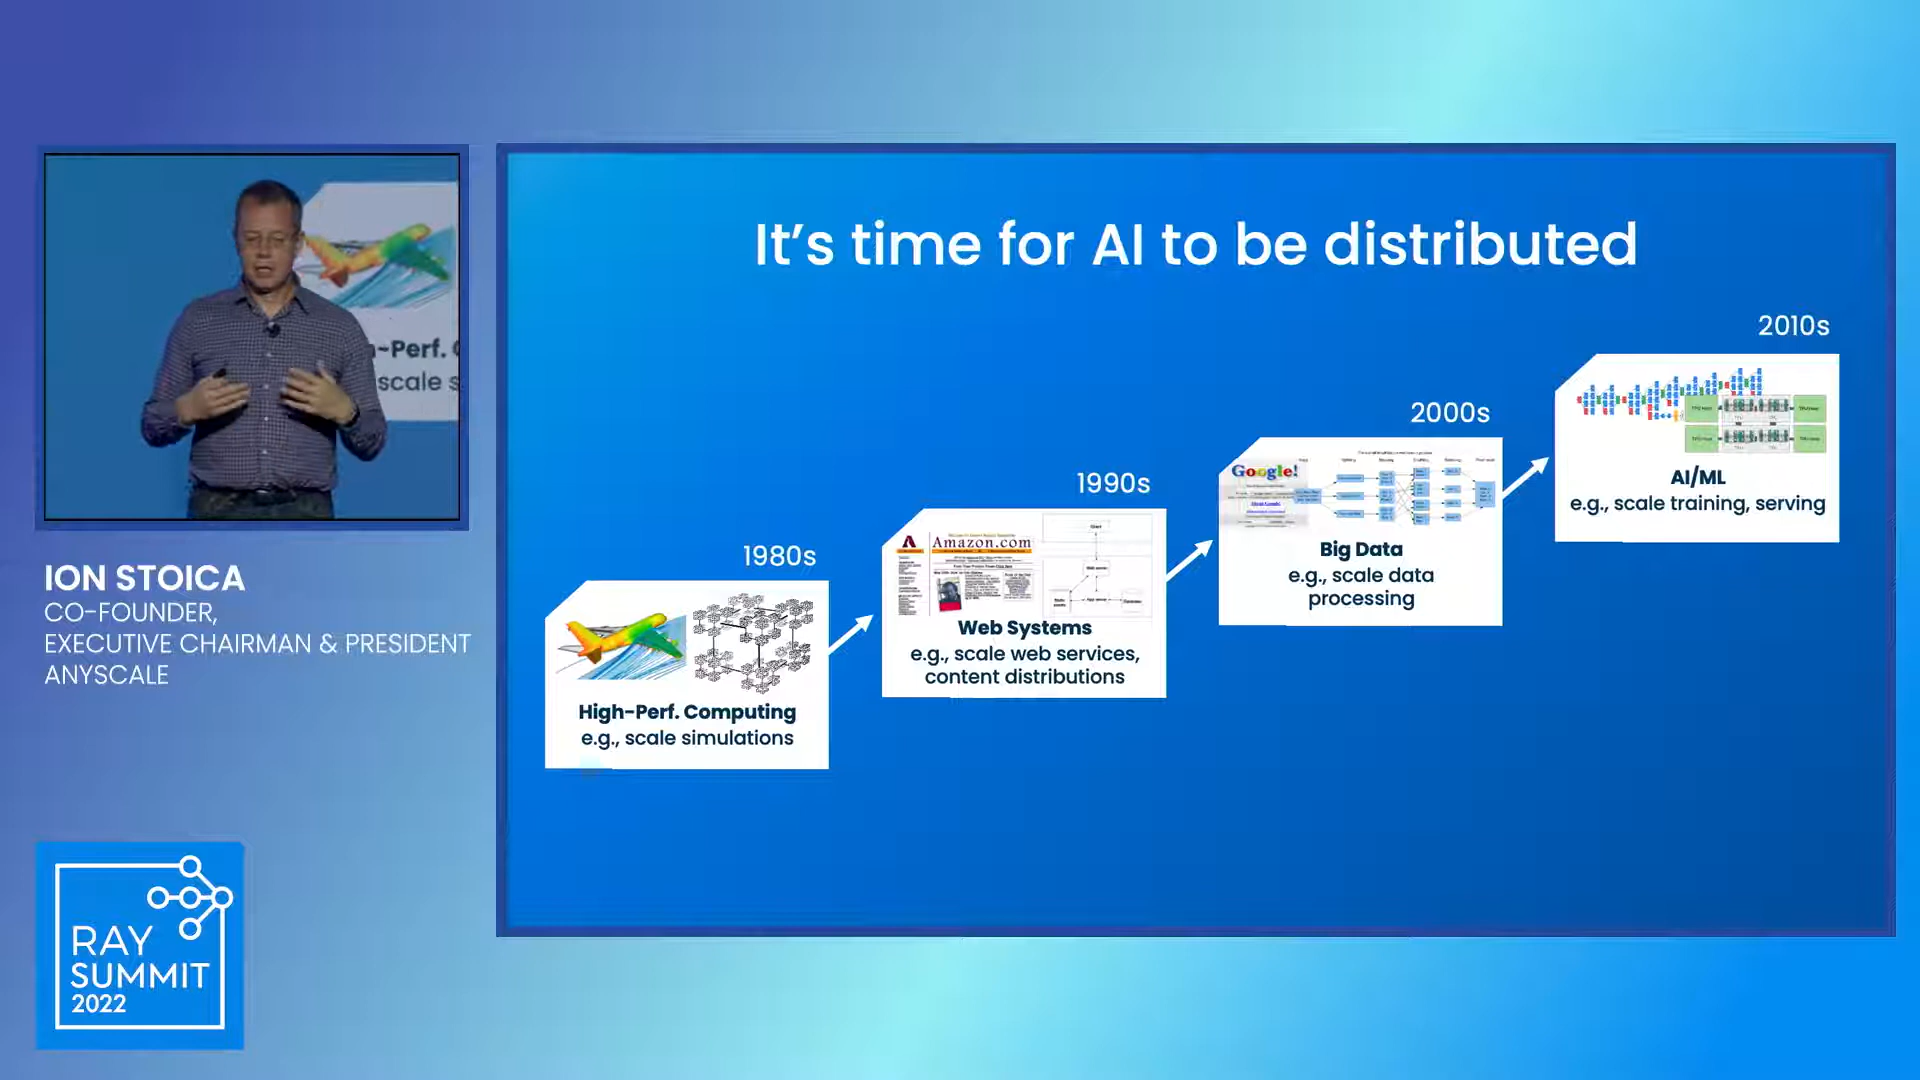 It's time for AI to be distributed
2010s
2000s
1990s
1980s
AI/ML
e.g., scale training, serving
Google!
Big Data
e.g., scale data
processing
Amazon.com
Web Systems
e.g., scale web services,
content distributions
High-Perf. Computing
e.g., scale simulations
-Perf.
scale s
ION STOICA
CO-FOUNDER,
EXECUTIVE CHAIRMAN & PRESIDENT
ANYSCALE
RAY
SUMMIT
2022